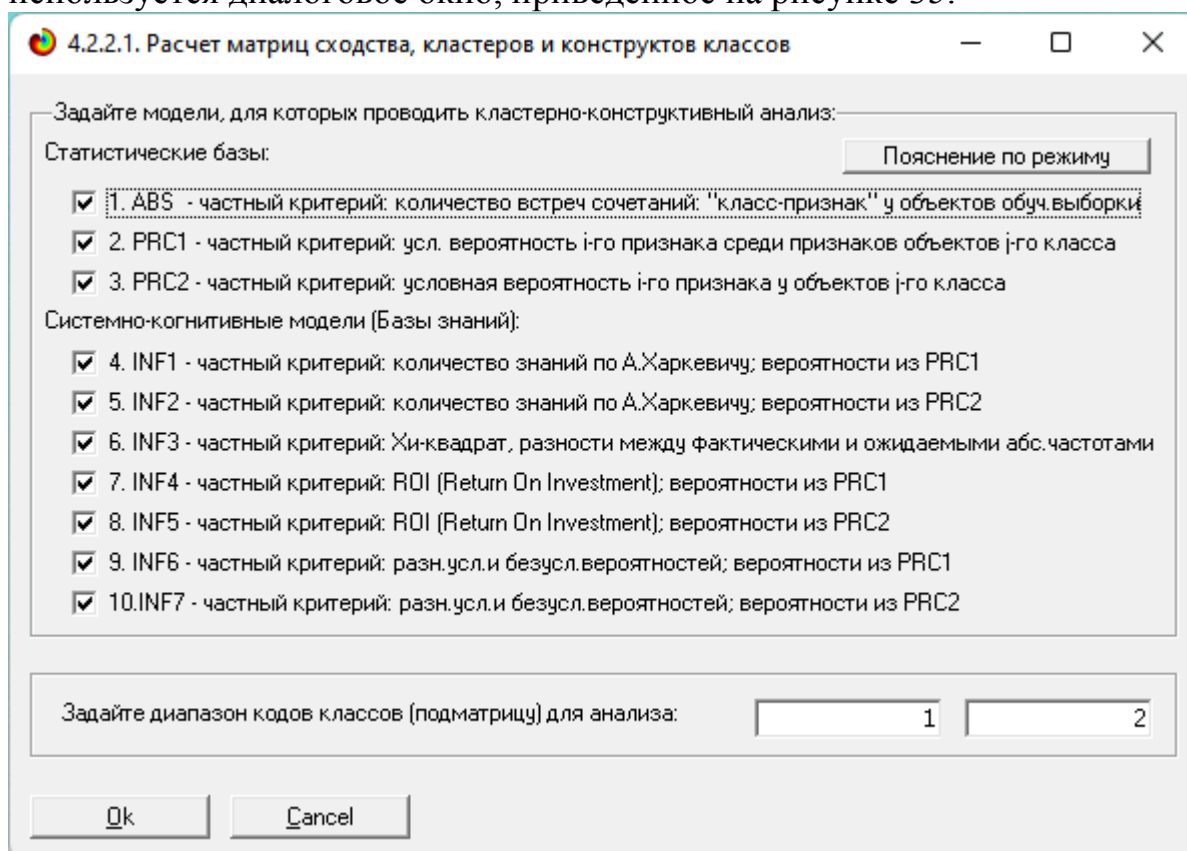 используется диалоговое окно, приведенное на рисунке 35:
4.2.2.1. Расчет матриц сходства, кластеров и конструктов классов
Задайте модели, для которых проводить кластерно-конструктивный анализ:
Статистические базы:
Пояснение по режиму
1. ABS - частный критерий: количество встреч сочетаний: "класс-признак" у объектов обуч.выборки
2. PRC1 - частный критерий: усл. вероятность i-го признака среди признаков объектов j-го класса
3. PRC2 - частный критерий: условная вероятность i-го признака у объектов j-го класса
Системно-когнитивные модели (Базы знаний):
4. INF1 - частный критерий: количество знаний по А.Харкевичу; вероятности из PRC1
5. INF2 - частный критерий: количество знаний по А.Харкевичу; вероятности из PRC2
6. INF3 - частный критерий: Хи-квадрат, разности между фактическими и ожидаемыми абс.частотами
7. INF4 - частный критерий: ROI (Return On Investment); вероятности из PRC1
8. INF5 - частный критерий: ROI (Return On Investment); вероятности из PRC2
9. INF6 - частный критерий: разн.усл.и безусл.вероятностей; вероятности из PRC1
10.INF7 - частный критерий: разн.усл.и безусл.вероятностей; вероятности из PRC2
Задайте диапазон кодов классов (подматрицу) для анализа:
1
2
Ok
Cancel